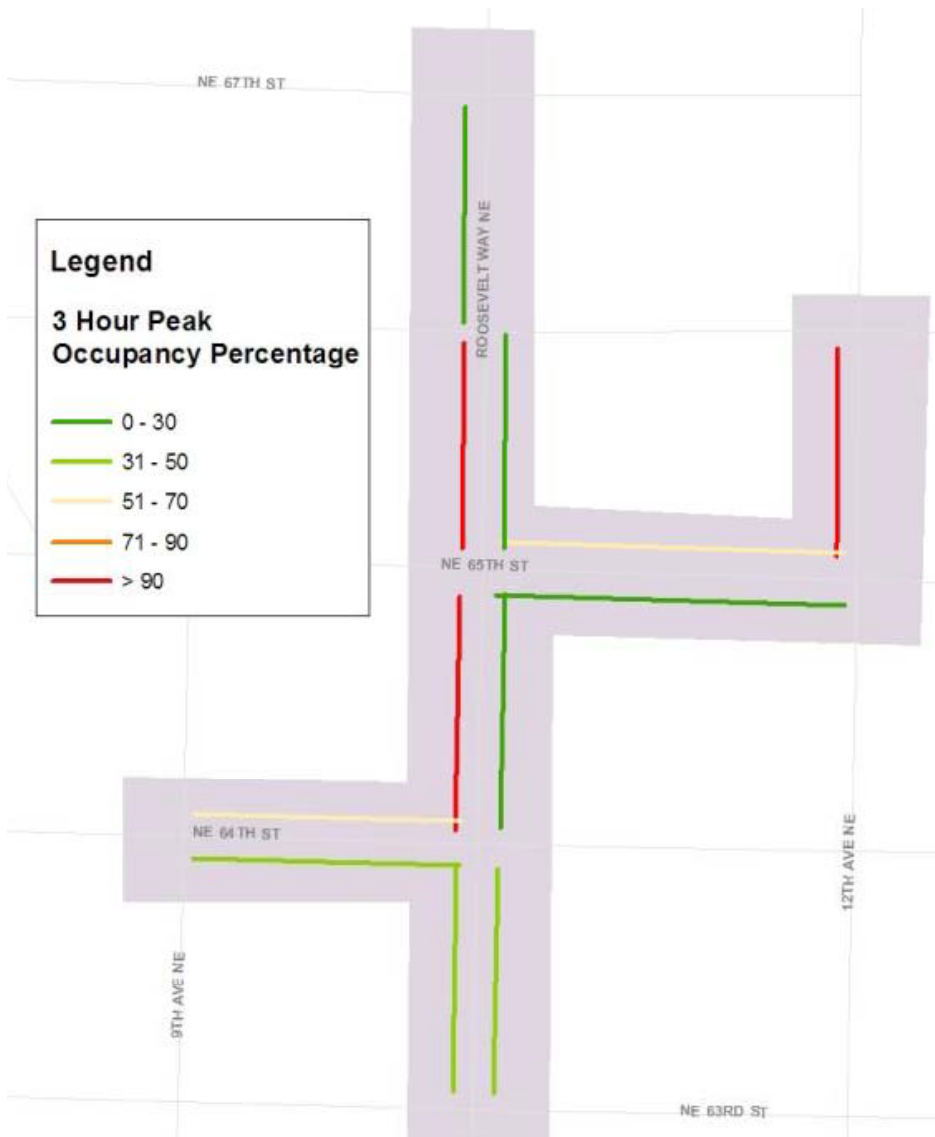 NE 67TH ST
ROOSEVELT WAY NE
Legend
3 Hour Peak
Occupancy Percentage
0 - 30
31 - 50
51 - 70
71 - 90
> 90
NE 65TH ST
NE 64TH ST
12TH AVE NE
9TH AVE NE
NE 63RD ST